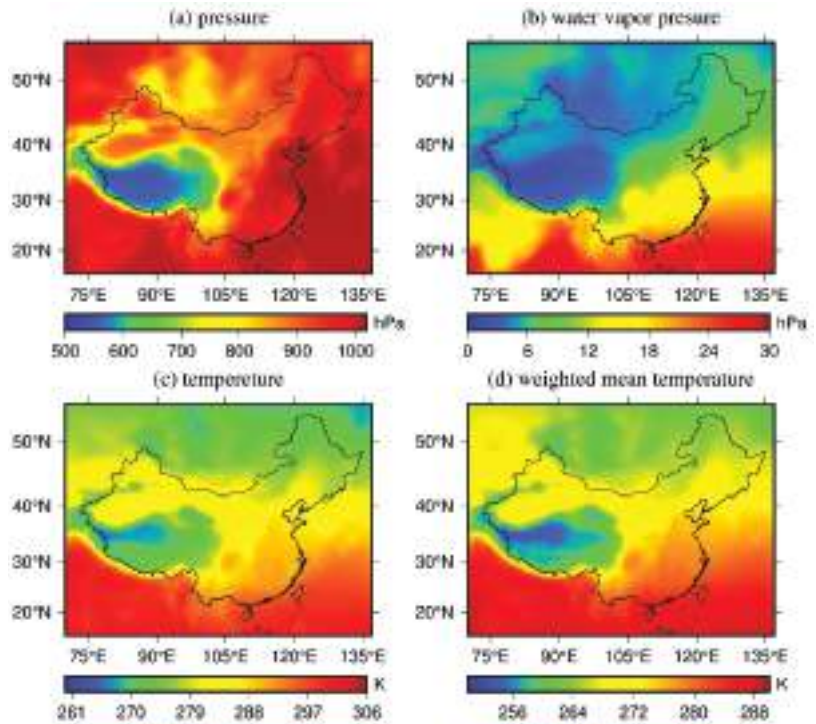 (a) pressure
(b) water vapor presure
50°N
40°N
30°N
20°N
75°E 90°E 105°E 120°E 135°E
hPa
500 600 700 800 900 1000
50°N
40°N
30°N
20°N
75°E 90°E 105°E 120°E 135°E
hPa
0 6 12 18 24 30
(c) tempereture
(d) weighted mean temperature
50°N
40°N
30°N
20°N
75°E 90°E 105°E 120°E 135°E
K
261 270 279 288 297 306
50°N
40°N
30°N
20°N
75°E 90°E 105°E 120°E 135°E
K
256 264 272 280 288